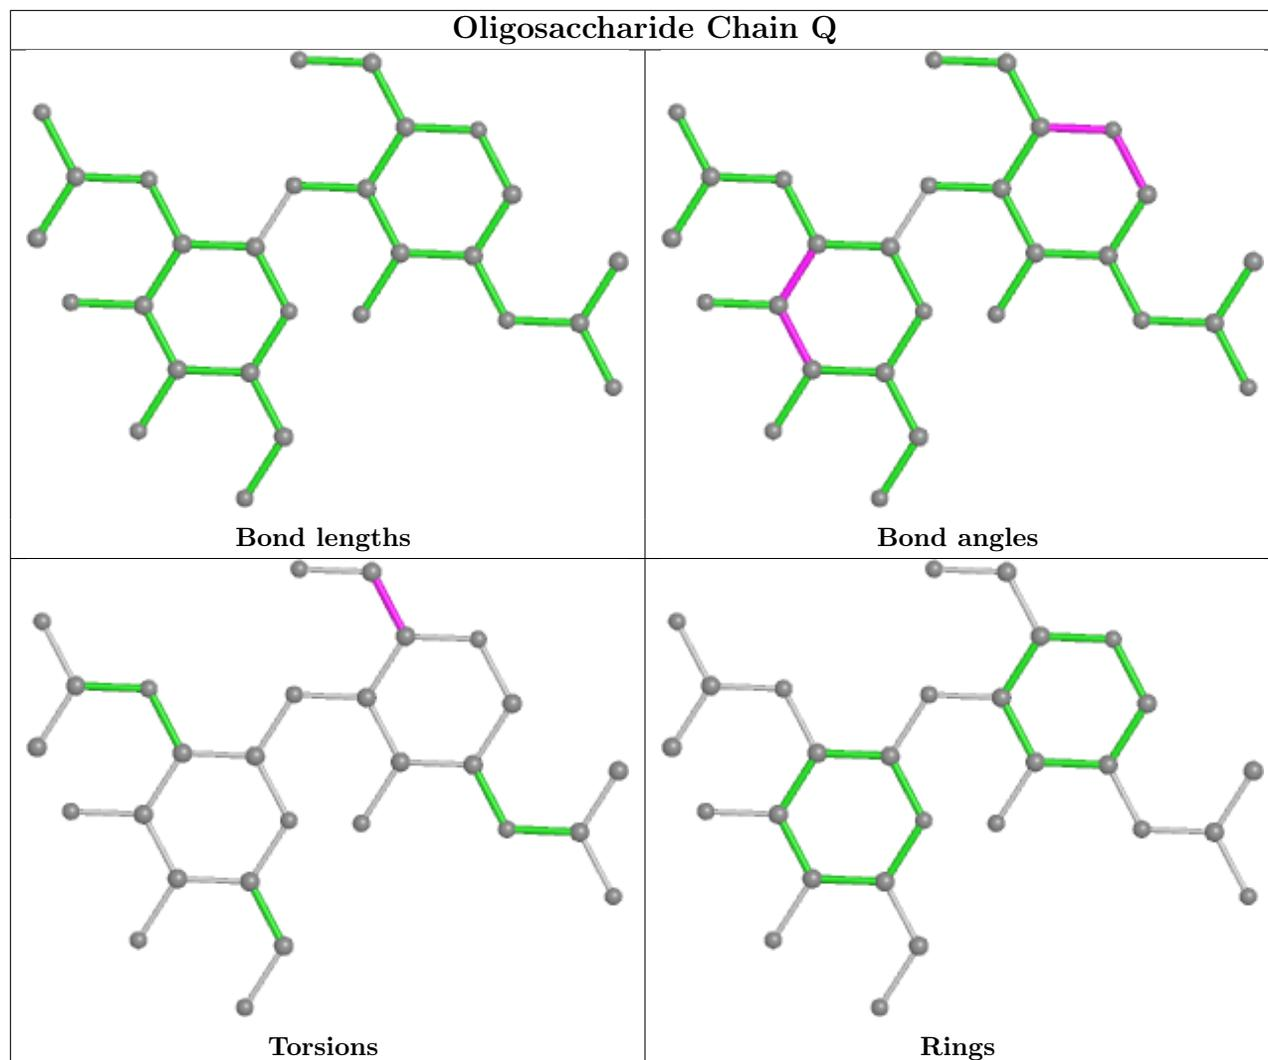 Oligosaccharide Chain Q
Bond lengths
Bond angles
Torsions
Rings